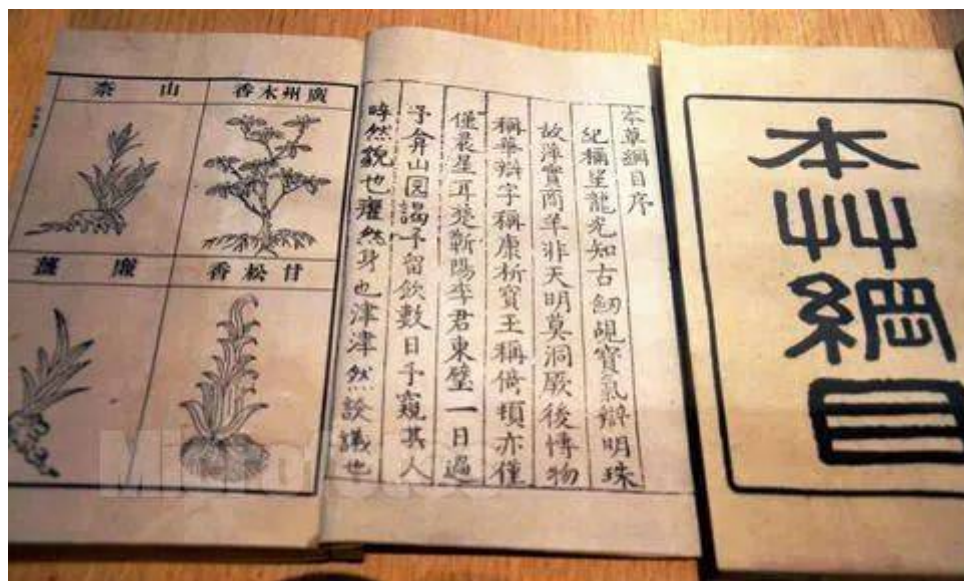 本艸綱目
本草綱目序
紀稱望龍光知古劒覘寶氣辯明珠
故萍實商羊非天明莫洞厥後博物
稱華辯字稱康析寶玉稱倚頓亦僅
僅晨星耳楚蘄陽李君東璧一日過
予弇山园謁予留飲數日予窺其人
睟然貌也癯然身也津津然談議也
廣州木香
山奈
甘松香
廉薑